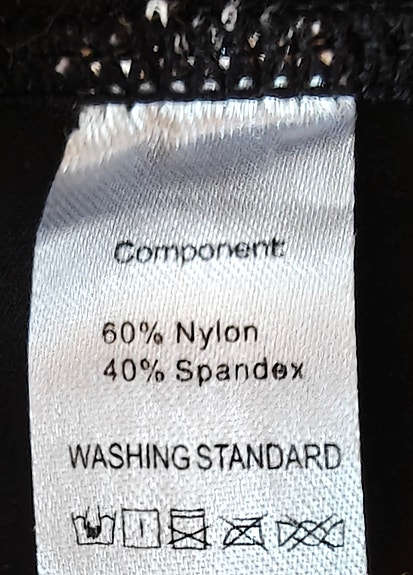 Component:
60% Nylon
40% Spandex
WASHING STANDARD